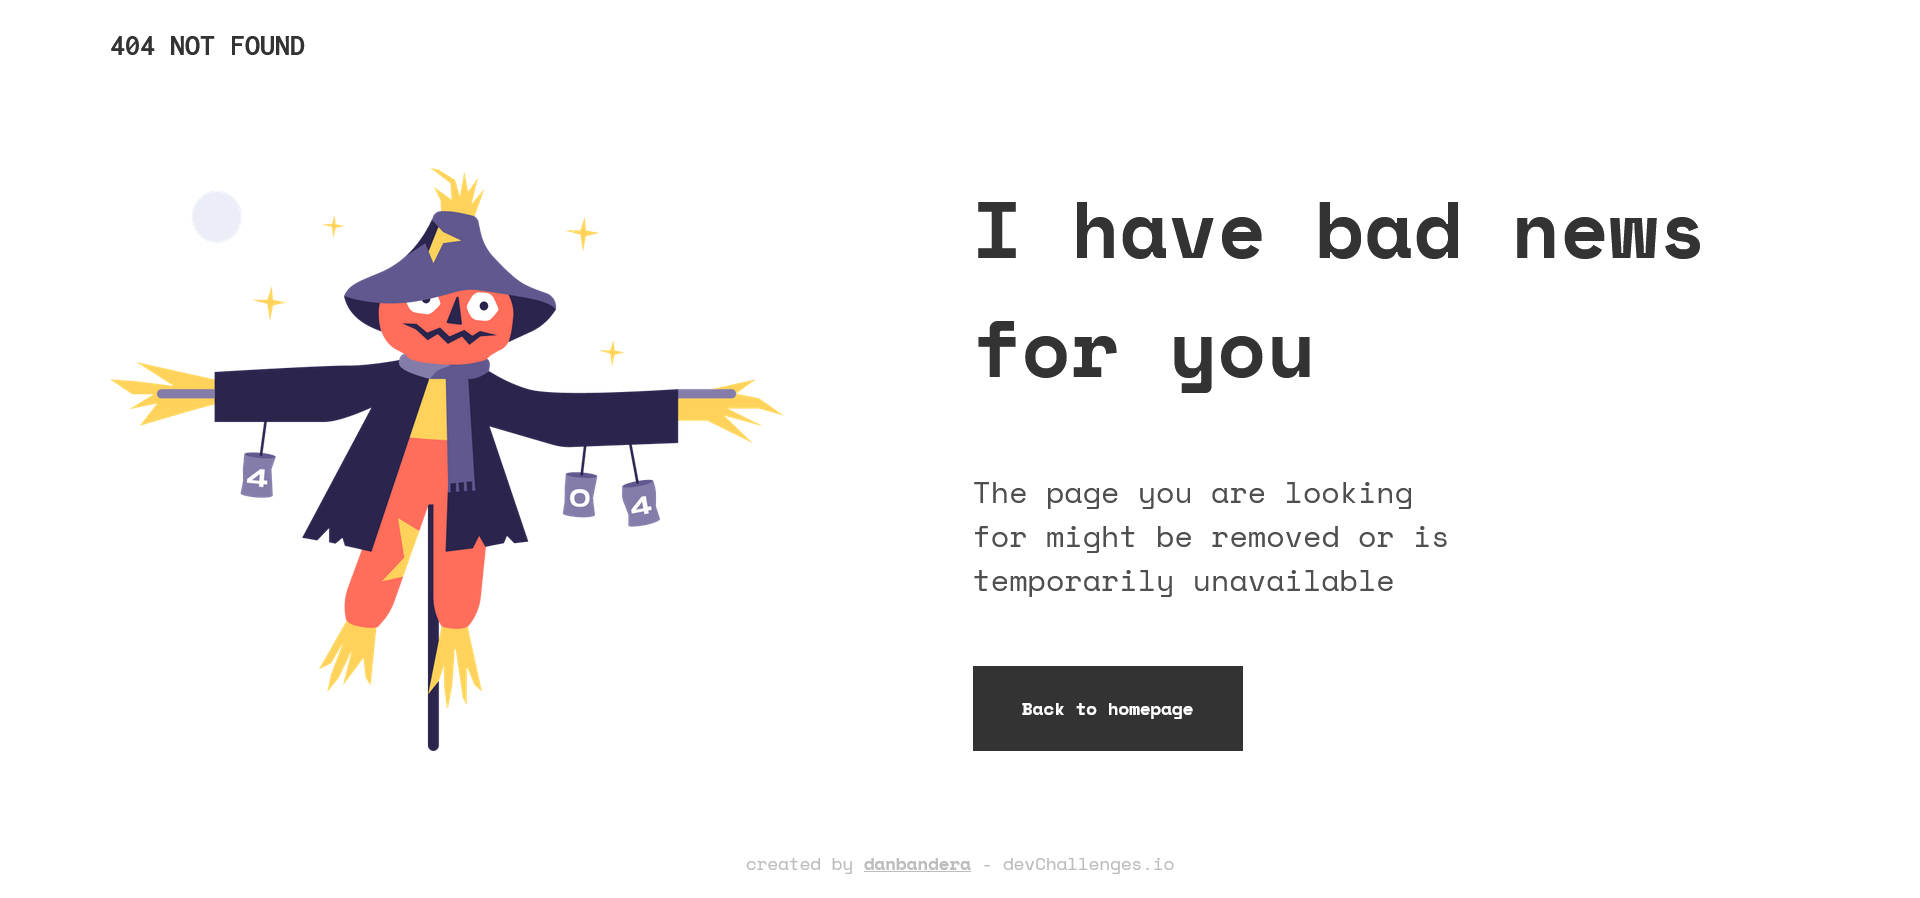 404 NOT FOUND
I have bad news
for you
4
0
4
The page you are looking
for might be removed or is
temporarily unavailable
Back to homepage
created by danbandera - devChallenges.io